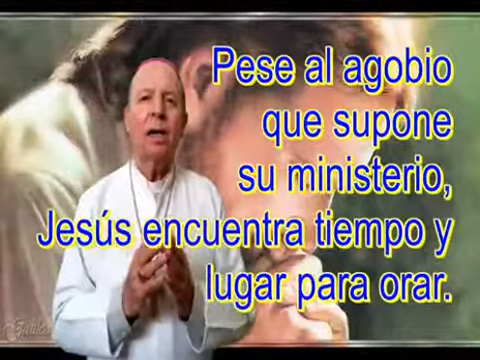 Pese al agobio
que supone
su ministerio,
Jesús encuentra tiempo y
lugar para orar.